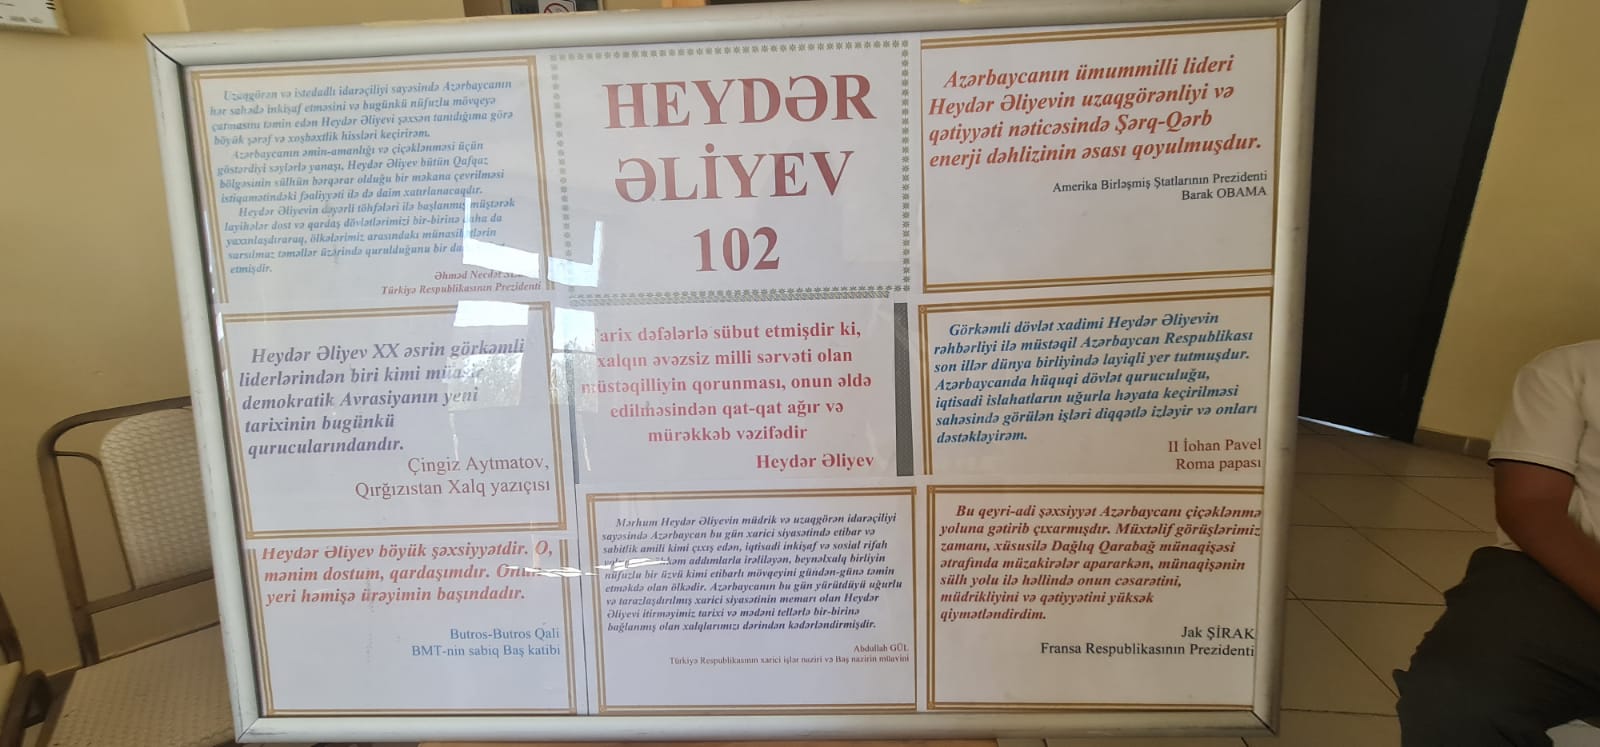 Uzaqgörən və istedadlı idarəçiliyi sayəsində Azərbaycanın
hər sahədə inkişaf etməsini və bugünkü nüfuzlu mövqeyə
çatmasını təmin edən Heydər Əliyevi şəxsən tanıdığıma görə
böyük şərəf və xoşbəxtlik hissləri keçirirəm.
Azərbaycanın əmin-amanlığı və çiçəklənməsi üçün
göstərdiyi səylərlə yanaşı, Heydər Əliyev bütün Qafqaz
bölgəsinin sülhün bərqərar olduğu bir məkana çevrilməsi
istiqamətindəki fəaliyyəti ilə də daim xatırlanacaqdır.
Heydər Əliyevin dəyərli töhfələri ilə başlanmış müştərək
layihələr dost və qardaş dövlətlərimizi bir-birinə daha da
yaxınlaşdıraraq, ölkələrimiz arasındakı münasibətlərin
sarsılmaz təməllər üzərində qurulduğunu bir
etmişdir.
Əhməd Necdət
Türkiyə Respublikasının Prezidenti
HEYDƏR
ƏLİYEV
102
Azərbaycanın ümummilli lideri
Heydər Əliyevin uzaqgörənliyi və
qətiyyəti nəticəsində Şərq-Qərb
enerji dəhlizinin əsası qoyulmuşdur.
Amerika Birləşmiş Ştatlarının Prezidenti
Barak OBAMA
Heydər Əliyev XX əsrin görkəmli
liderlərindən biri kimi müasir
demokratik Avrasiyanın yeni
tarixinin bugünkü
qurucularındandır.
Çingiz Aytmatov,
Qırğızıstan Xalq yazıçısı
arix dəfələrlə sübut etmişdir ki,
xalqın əvəzsiz milli sərvəti olan
müstəqilliyin qorunması, onun əldə
edilməsindən qat-qat ağır və
mürəkkəb vəzifədir
Heydər Əliyev
Görkəmli dövlət xadimi Heydər Əliyevin
rəhbərliyi ilə müstəqil Azərbaycan Respublikası
son illər dünya birliyində layiqli yer tutmuşdur.
Azərbaycanda hüquqi dövlət quruculuğu,
iqtisadi islahatların uğurla həyata keçirilməsi
sahəsində görülən işləri diqqətlə izləyir və onları
dəstəkləyirəm.
II İohan Pavel
Roma papası
Heydər Əliyev böyük şəxsiyyətdir. O,
mənim dostum, qardaşımdır. Onun
yeri həmişə ürəyimin başındadır.
Butros-Butros Qali
BMT-nin sabiq Baş katibi
Mərhum Heydər Əliyevin müdrik və uzaqgörən idarəçiliyi
sayəsində Azərbaycan bu gün xarici siyasətində etibar və
sabitlik amili kimi çıxış edən, iqtisadi inkişaf və sosial rifah
addımlarla irəliləyən, beynəlxalq birliyin
nüfuzlu bir üzvü kimi etibarlı mövqeyini gündən-günə təmin
etməkdə olan ölkədir. Azərbaycanın bu gün yürütdüyü uğurlu
və tarazlaşdırılmış xarici siyasətinin memarı olan Heydər
Əliyevi itirməyimiz tarixi və mədəni tellərlə bir-birinə
bağlanmış olan xalqlarımızı dərindən kədərləndirmişdir.
Abdullah GÜL
Türkiyə Respublikasının xarici işlər naziri və Baş nazirin müavini
Bu qeyri-adi şəxsiyyət Azərbaycanı çiçəklənmə
yoluna gətirib çıxarmışdır. Müxtəlif görüşlərimiz
zamanı, xüsusilə Dağlıq Qarabağ münaqişəsi
ətrafında müzakirələr apararkən, münaqişənin
sülh yolu ilə həllində onun cəsarətini,
müdrikliyini və qətiyyətini yüksək
qiymətləndirdim.
Jak ŞİRAK
Fransa Respublikasının Prezidenti